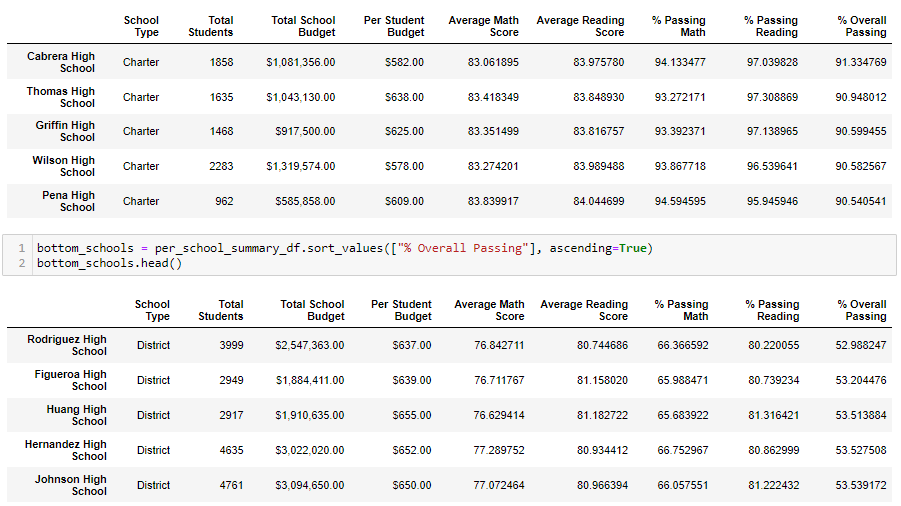 School Total Total School Per Student Average Math Average Reading % Passing % Passing % Overall
Type Students Budget Budget Score Score Math Reading Passing
Cabrera High
School Charter 1858 $1,081,356.00 $582.00 83.061895 83.975780 94.133477 97.039828 91.334769
Thomas High
School Charter 1635 $1,043,130.00 $638.00 83.418349 83.848930 93.272171 97.308869 90.948012
Griffin High
School Charter 1468 $917,500.00 $625.00 83.351499 83.816757 93.392371 97.138965 90.599455
Wilson High
School Charter 2283 $1,319,574.00 $578.00 83.274201 83.989488 93.867718 96.539641 90.582567
Pena High
School Charter 962 $585,858.00 $609.00 83.839917 84.044699 94.594595 95.945946 90.540541
1 bottom_schools = per_school_summary_df.sort_values(["% Overall Passing"], ascending=True)
2 bottom_schools.head()
School Total Total School Per Student Average Math Average Reading % Passing % Passing % Overall
Type Students Budget Budget Score Score Math Reading Passing
Rodriguez High
School District 3999 $2,547,363.00 $637.00 76.842711 80.744686 66.366592 80.220055 52.988247
Figueroa High
School District 2949 $1,884,411.00 $639.00 76.711767 81.158020 65.988471 80.739234 53.204476
Huang High
School District 2917 $1,910,635.00 $655.00 76.629414 81.182722 65.683922 81.316421 53.513884
Hernandez High
School District 4635 $3,022,020.00 $652.00 77.289752 80.934412 66.752967 80.862999 53.527508
Johnson High
School District 4761 $3,094,650.00 $650.00 77.072464 80.966394 66.057551 81.222432 53.539172